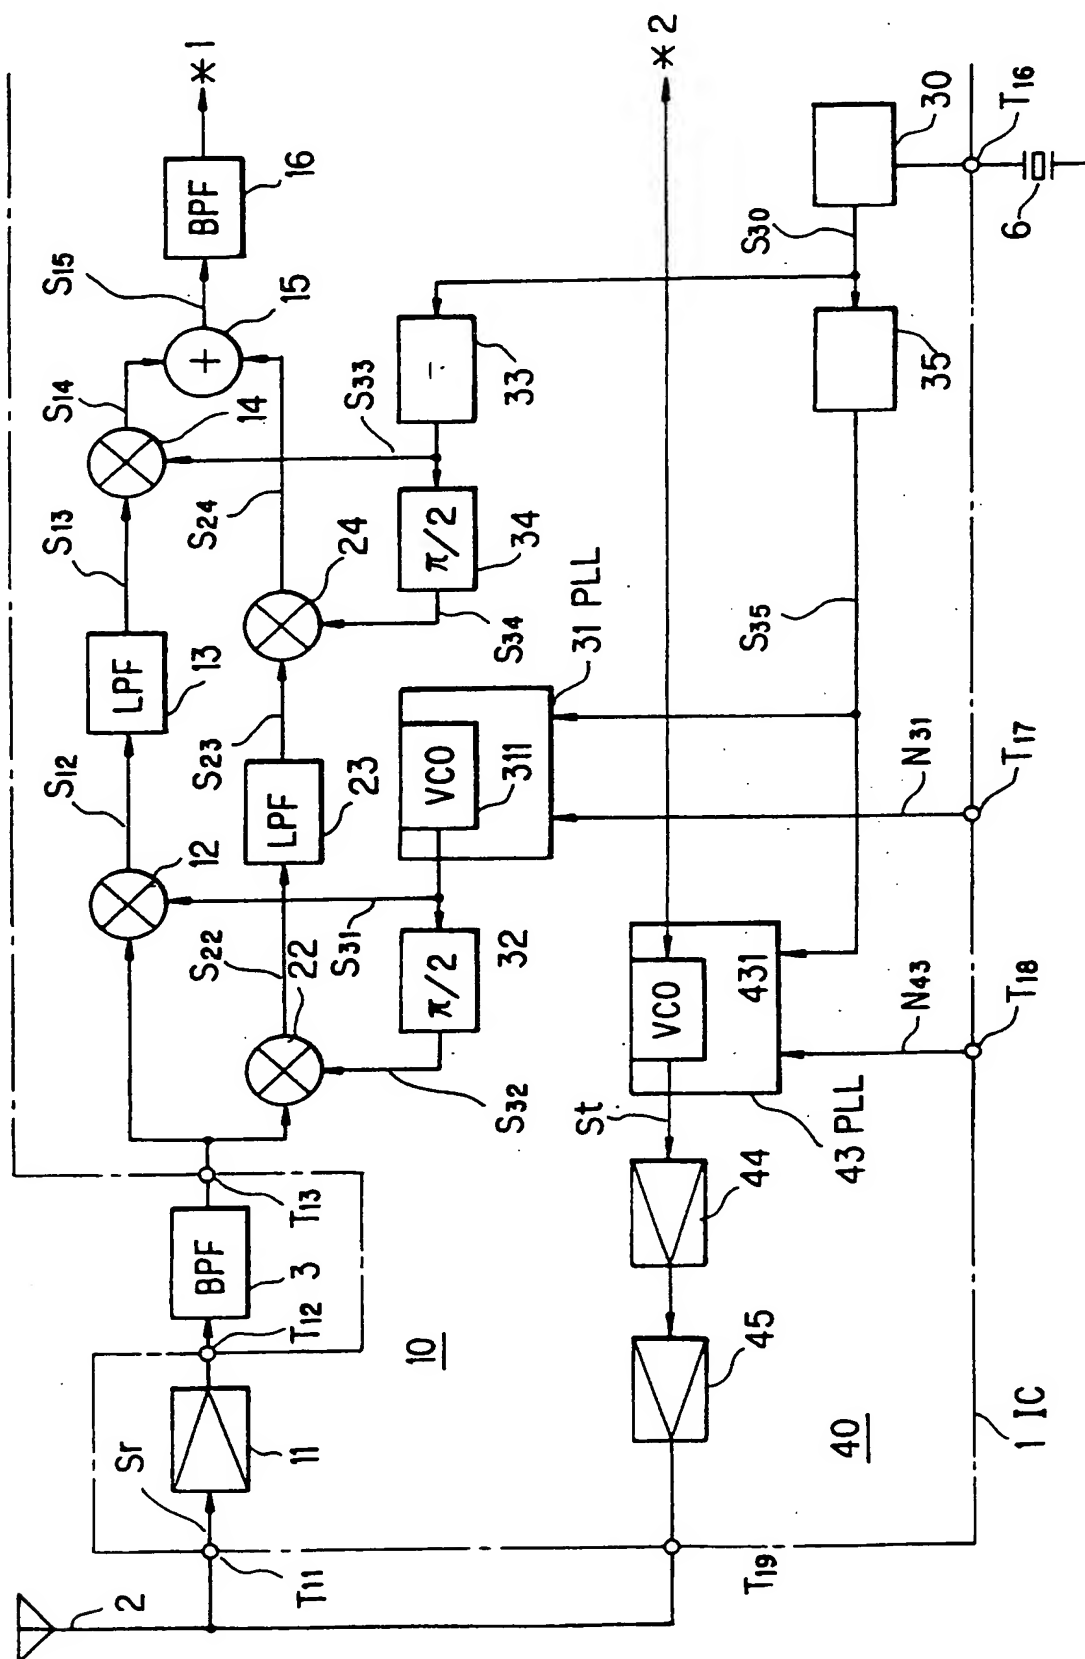 2
T11
Sr
11
T12
BPF
3
T13
10
12
S12
LPF
13
S13
14
S14
S15
15
+
BPF
16
*1
22
S22
LPF
23
S23
24
S24
S31
S32
π/2
32
VCO
311
31 PLL
S34
π/2
34
S33
-
33
*2
T19
45
44
St
VCO
431
43 PLL
40
N43
T18
N31
T17
S35
35
S30
30
T16
6
1 IC